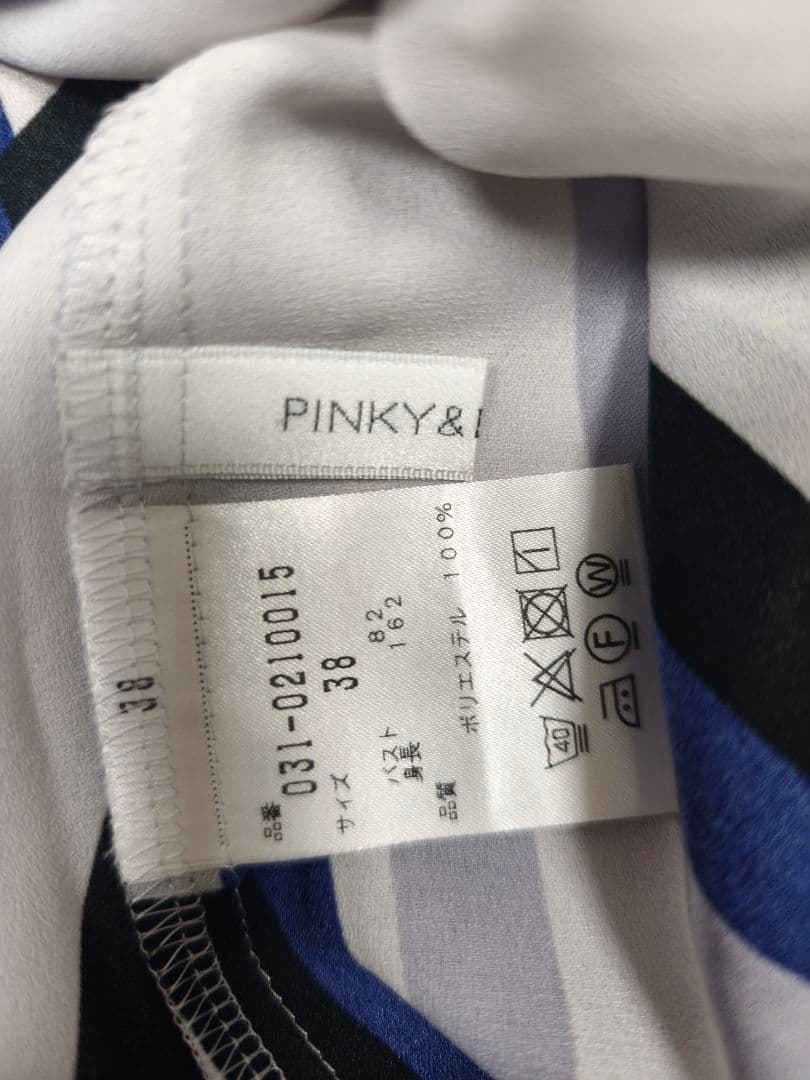 PINKY&
38
品番
031-0210015
サイズ 38
バスト 82
身長 162
品質 ポリエステル 100%
40
F W